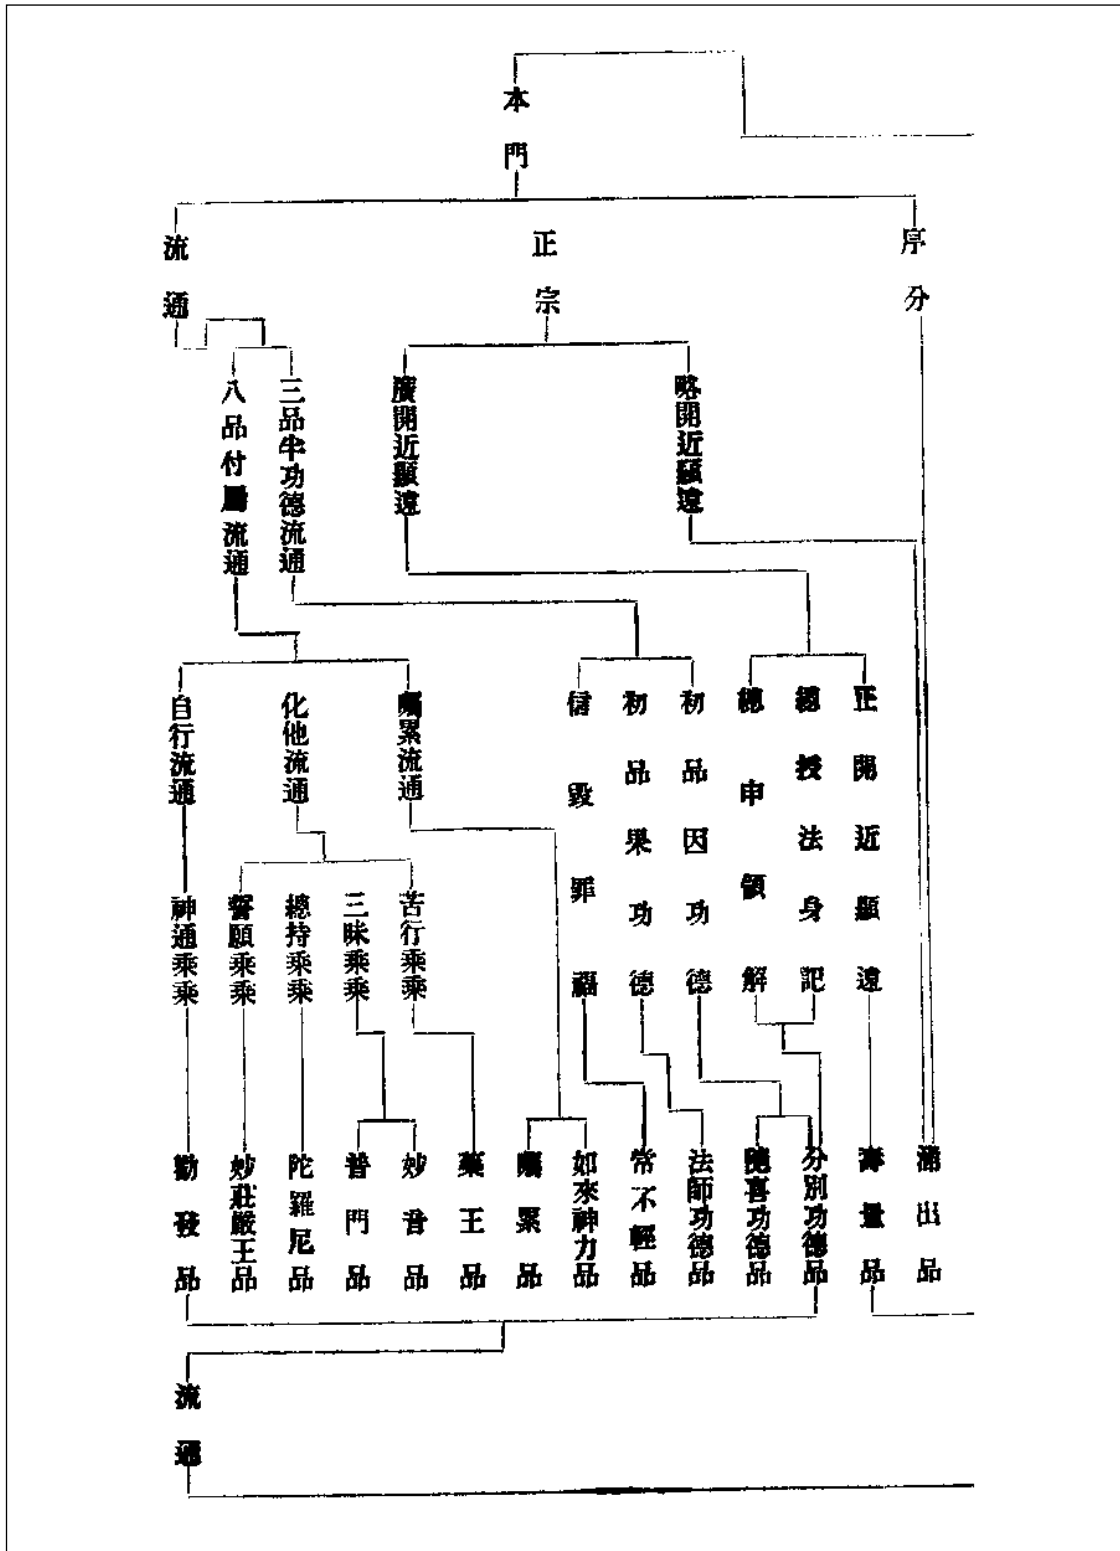 本門
序分
正宗
流通
略開近顯遠
廣開近顯遠
三品半功德流通
八品付屬流通
正開近顯遠
總授法身記
總申領解
初品因功德
初品果功德
信毀罪福
囑累流通
化他流通
自行流通
苦行乘乘
三昧乘乘
總持乘乘
誓願乘乘
神通乘乘
涌出品
壽量品
分別功德品
隨喜功德品
法師功德品
常不輕品
如來神力品
囑累品
藥王品
妙音品
普門品
陀羅尼品
妙莊嚴王品
勸發品
流通